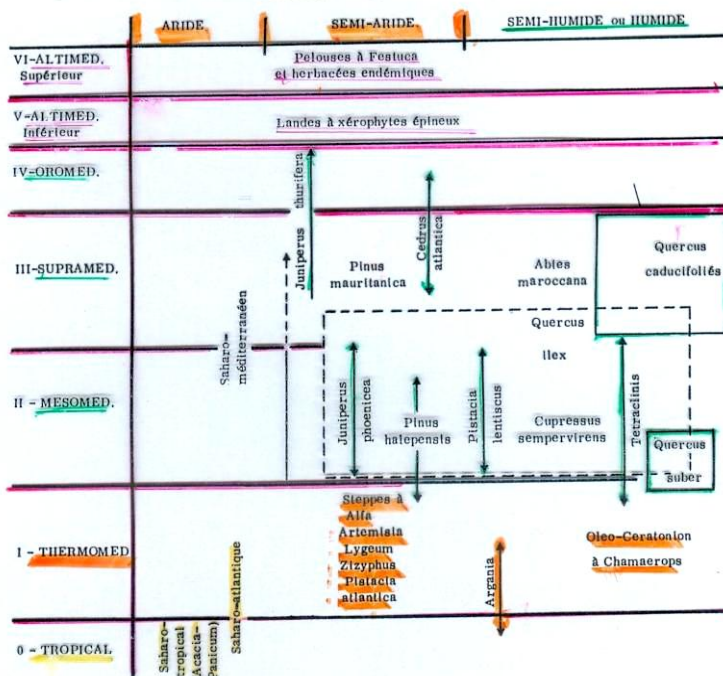 ARIDE.
SEMI-ARIDE.
SEMI-HUMIDE ou HUMIDE
VI-ALTIMED.
Supérieur
Pelouses à Festuca
et herbacées endémiques
V-ALTIMED.
Inférieur
Landes à xérophytes épineux
IV-OROMED.
Juniperus thurifera
Cedrus
atlantica
III-SUPRAMED.
Pinus
mauritanica
Abies
maroccana
Quercus
caducifoliés
Saharo-
méditerranéen
Quercus
ilex
II - MESOMED.
Juniperus
phoenicea
Pinus
halepensis
Pistacia
lentiscus
Cupressus
sempervirens
Tetraclinis
Quercus
suber
I - THERMOMED
Steppes à
Alfa
Artemisia
Lygeum
Zizyphus
Pistacia
atlantica
Argania
Oleo-Ceratonion
à Chamaerops
0 - TROPICAL
Saharo-
tropical
(Acacia-
Panicum)
Saharo-atlantique